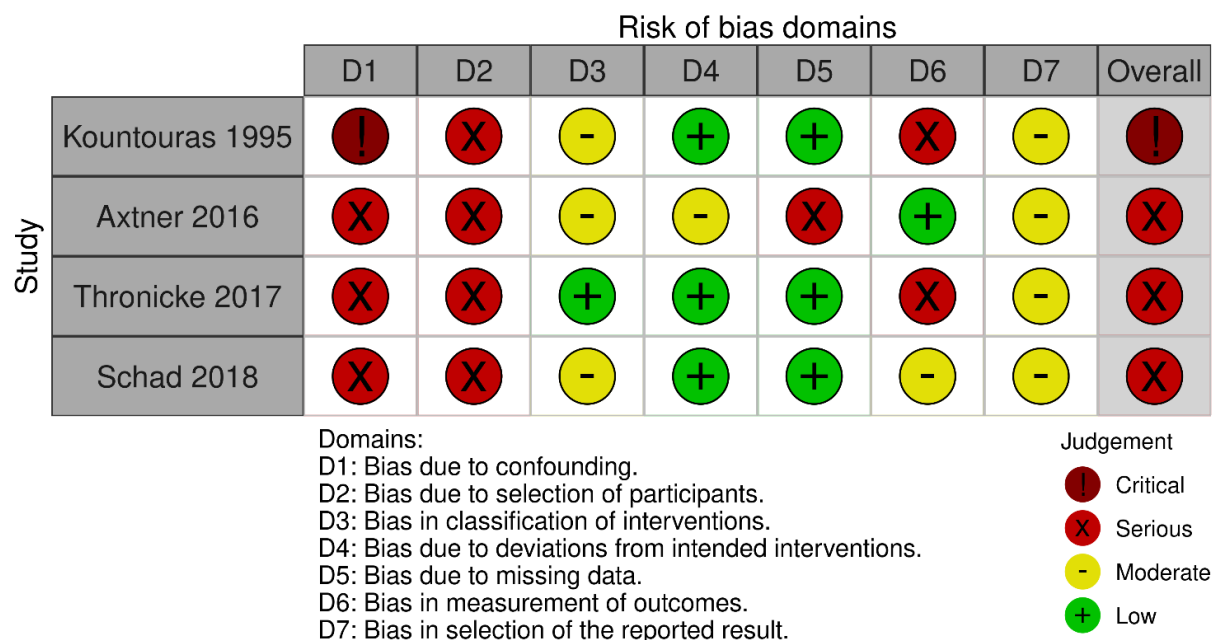 Risk of bias domains
D1 D2 D3 D4 D5 D6 D7 Overall
Study
Kountouras 1995 ! X - + + X - !
Axtner 2016 X X - - X + - X
Thronicke 2017 X X + + + X - X
Schad 2018 X X - + + - - X
Domains:
D1: Bias due to confounding.
D2: Bias due to selection of participants.
D3: Bias in classification of interventions.
D4: Bias due to deviations from intended interventions.
D5: Bias due to missing data.
D6: Bias in measurement of outcomes.
D7: Bias in selection of the reported result.
Judgement
! Critical
X Serious
- Moderate
+ Low